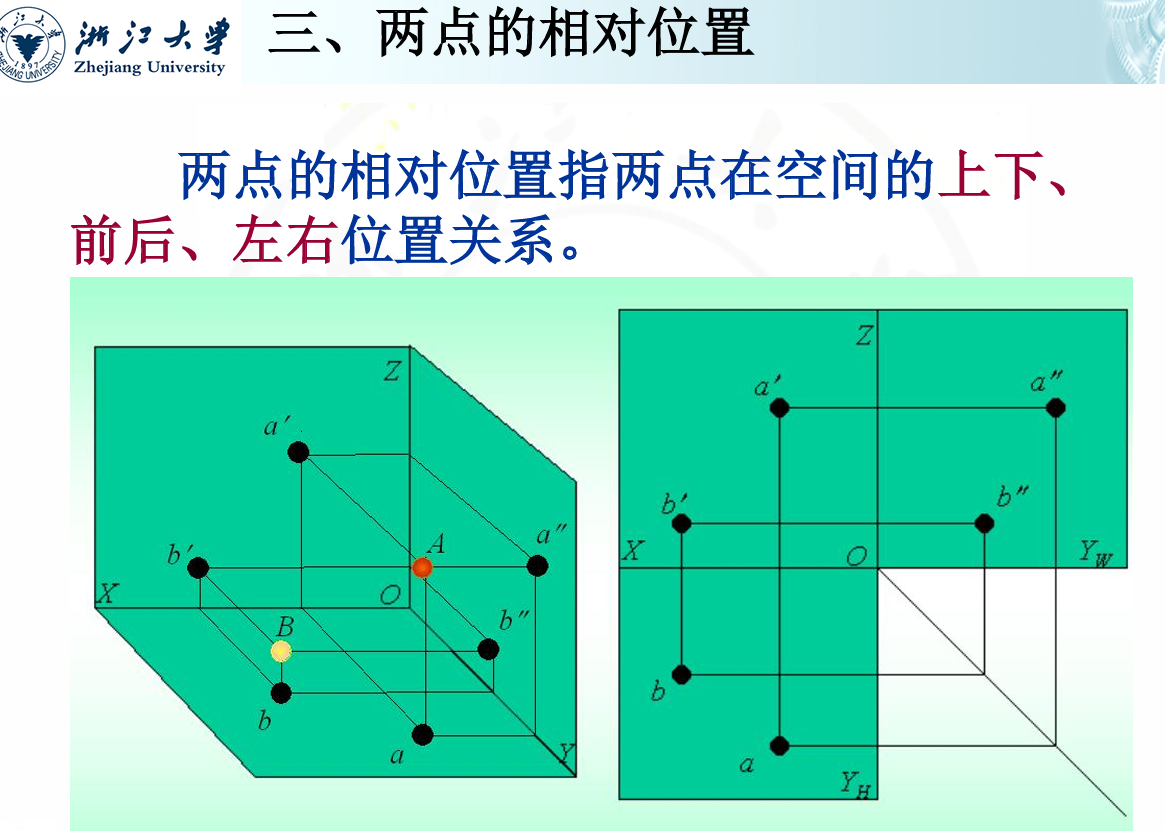 浙江大学
Zhejiang University
三、两点的相对位置
两点的相对位置指两点在空间的上下、
前后、左右位置关系。
Z
a′
b′
A
a″
X
O
B
b″
b
a
Y
Z
a′
a″
b′
b″
X
O
Y_W
b
a
Y_H